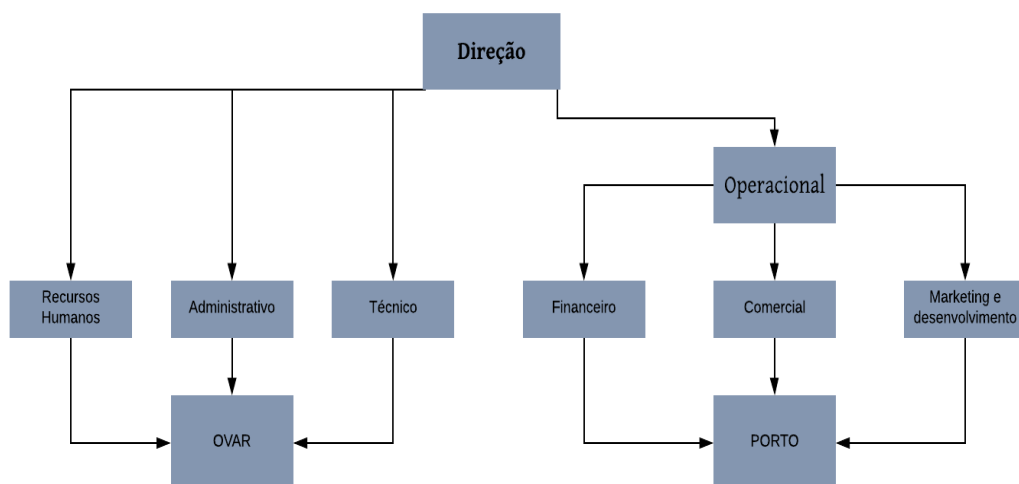 Direção
Operacional
Recursos
Humanos
Administrativo
Técnico
Financeiro
Comercial
Marketing e
desenvolvimento
OVAR
PORTO